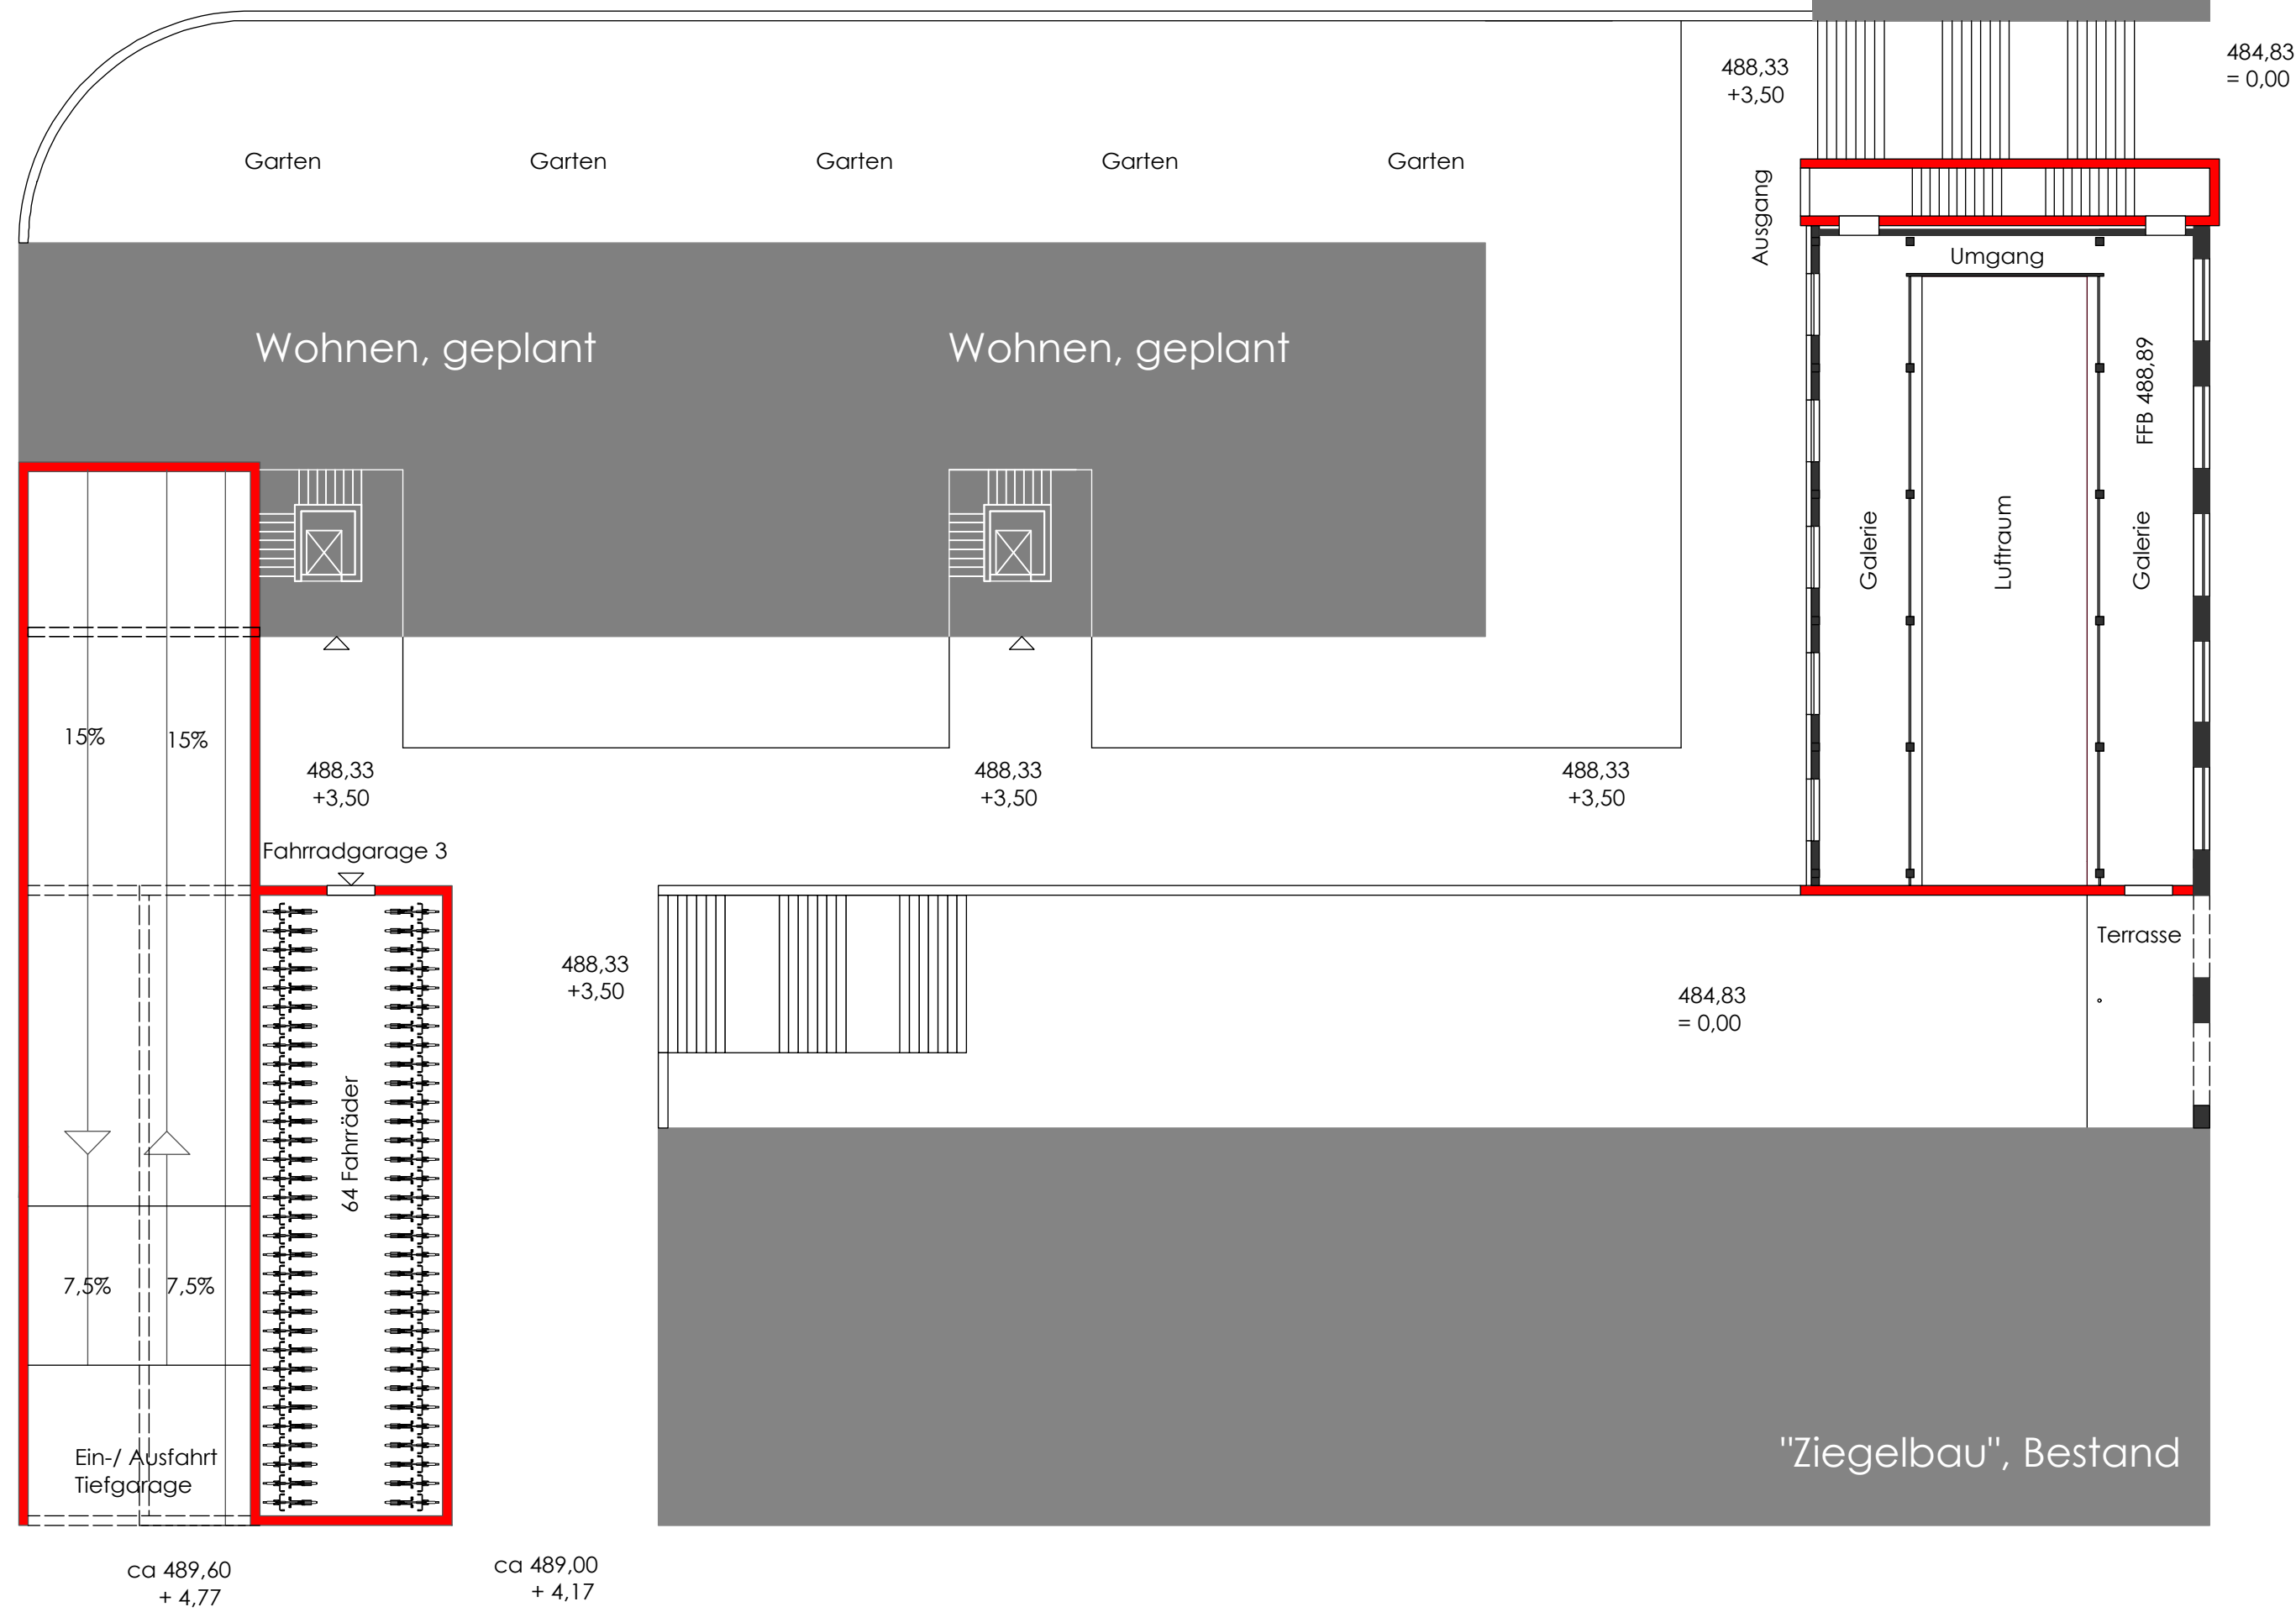 488,33
+3,50
484,83
= 0,00
Garten
Garten
Garten
Garten
Garten
Ausgang
Umgang
Wohnen, geplant
Wohnen, geplant
FFB 488,89
Galerie
Luftraum
Galerie
15%
15%
488,33
+3,50
488,33
+3,50
488,33
+3,50
Fahrradgarage 3
Terrasse
488,33
+3,50
484,83
= 0,00
64 Fahrräder
7,5%
7,5%
Ein-/ Ausfahrt
Tiefgarage
"Ziegelbau", Bestand
ca 489,60
+ 4,77
ca 489,00
+ 4,17